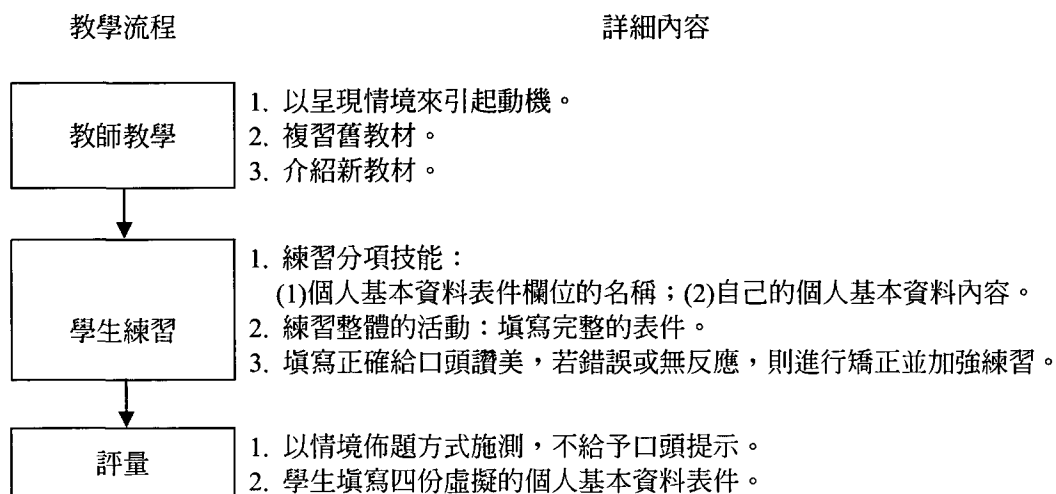 教學流程
詳細內容
教師教學
1. 以呈現情境來引起動機。
2. 複習舊教材。
3. 介紹新教材。
學生練習
1. 練習分項技能：
(1)個人基本資料表件欄位的名稱；(2)自己的個人基本資料內容。
2. 練習整體的活動：填寫完整的表件。
3. 填寫正確給口頭讚美，若錯誤或無反應，則進行矯正並加強練習。
評量
1. 以情境佈題方式施測，不給予口頭提示。
2. 學生填寫四份虛擬的個人基本資料表件。